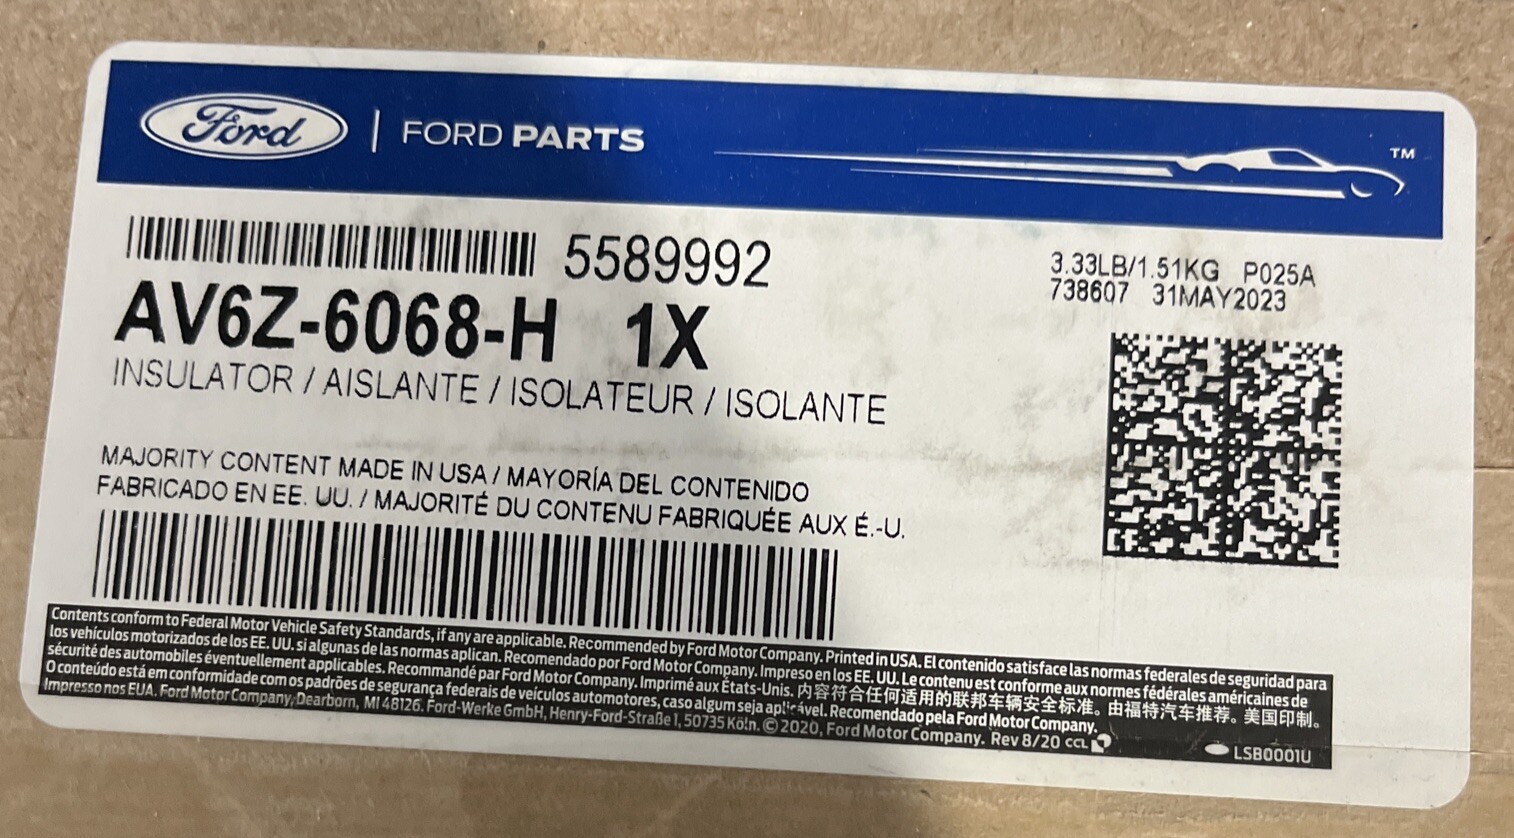 Ford | FORD PARTS
TM
5589992
AV6Z-6068-H 1X
INSULATOR / AISLANTE / ISOLATEUR / ISOLANTE
3.33LB/1.51KG P025A
738607 31MAY2023
MAJORITY CONTENT MADE IN USA / MAYORÍA DEL CONTENIDO
FABRICADO EN EE. UU. / MAJORITÉ DU CONTENU FABRIQUÉE AUX É.-U.
Contents conform to Federal Motor Vehicle Safety Standards, if any are applicable. Recommended by Ford Motor Company. Printed in USA. El contenido satisface las normas federales de seguridad para
los vehículos motorizados de los EE. UU. si algunas de las normas aplican. Recomendado por Ford Motor Company. Impreso en los EE. UU. Le contenu est conforme aux normes fédérales américaines de
sécurité des automobiles éventuellement applicables. Recommandé par Ford Motor Company. Imprimé aux États-Unis. 内容符合任何适用的联邦车辆安全标准。由福特汽车推荐。美国印制。
O conteúdo está em conformidade com os padrões de segurança federais de veículos automotores, caso algum seja aplicável. Recomendado pela Ford Motor Company.
Impresso nos EUA. Ford Motor Company, Dearborn, MI 48126. Ford-Werke GmbH, Henry-Ford-Straße 1, 50735 Köln. © 2020, Ford Motor Company. Rev 8/20 CCL
LSB0001U